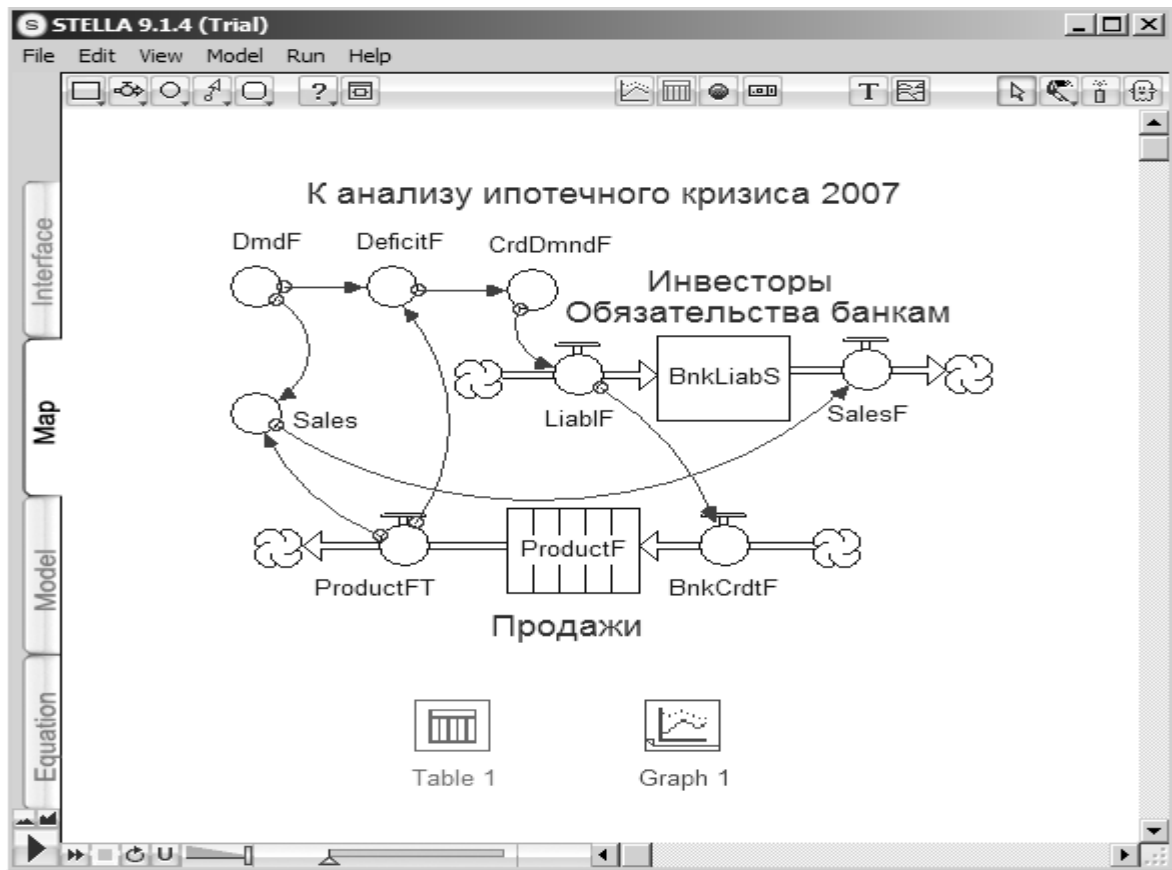 STELLA 9.1.4 (Trial)
File Edit View Model Run Help
? T
К анализу ипотечного кризиса 2007
DmdF DeficitF CrdDmndF
Инвесторы
Обязательства банкам
BnkLiabS
LiablF SalesF
Sales
ProductF
ProductFT BnkCrdtF
Продажи
Table 1 Graph 1
Interface
Map
Model
Equation
U